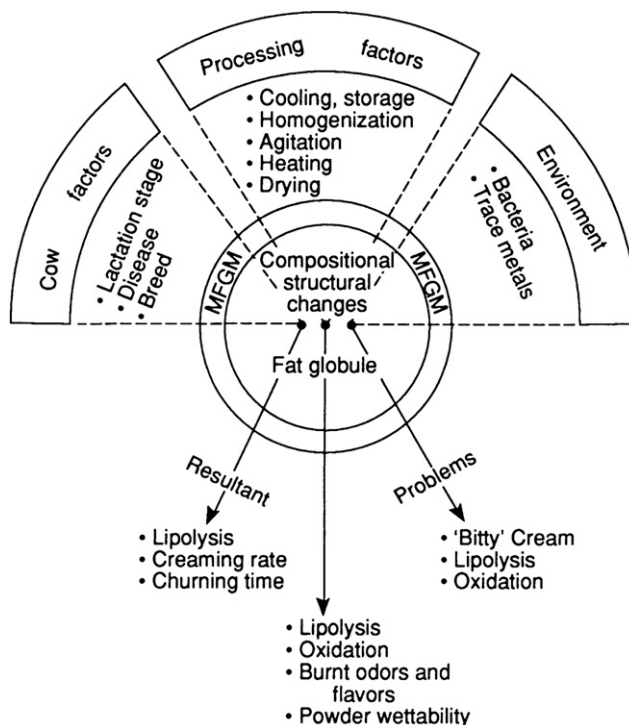 Processing factors
• Cooling, storage
• Homogenization
• Agitation
• Heating
• Drying
Cow factors
• Lactation stage
• Disease
• Breed
Environment
• Bacteria
• Trace metals
MFGM
MFGM
Compositional
structural
changes
Fat globule
Resultant
Problems
• Lipolysis
• Creaming rate
• Churning time
• 'Bitty' Cream
• Lipolysis
• Oxidation
• Lipolysis
• Oxidation
• Burnt odors and
flavors
• Powder wettability